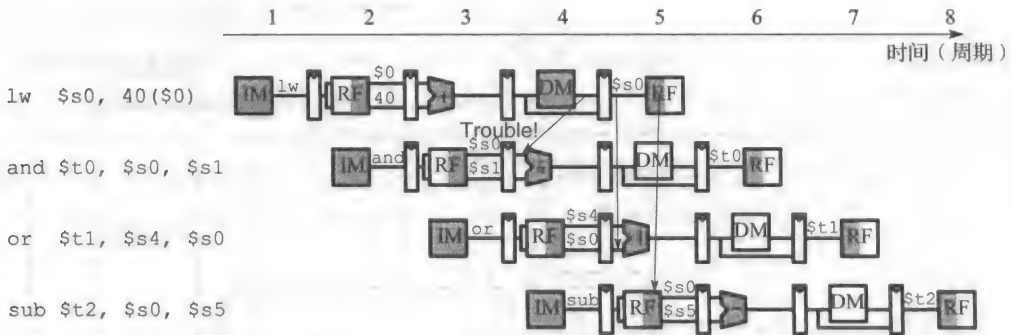 1 2 3 4 5 6 7 8
时间（周期）
lw $s0, 40($0)
IM lw RF $0 40 + DM $s0 RF
Trouble!
and $t0, $s0, $s1
IM and RF $s0 $s1 & DM $t0 RF
or $t1, $s4, $s0
IM or RF $s4 $s0 | DM $t1 RF
sub $t2, $s0, $s5
IM sub RF $s0 $s5 - DM $t2 RF